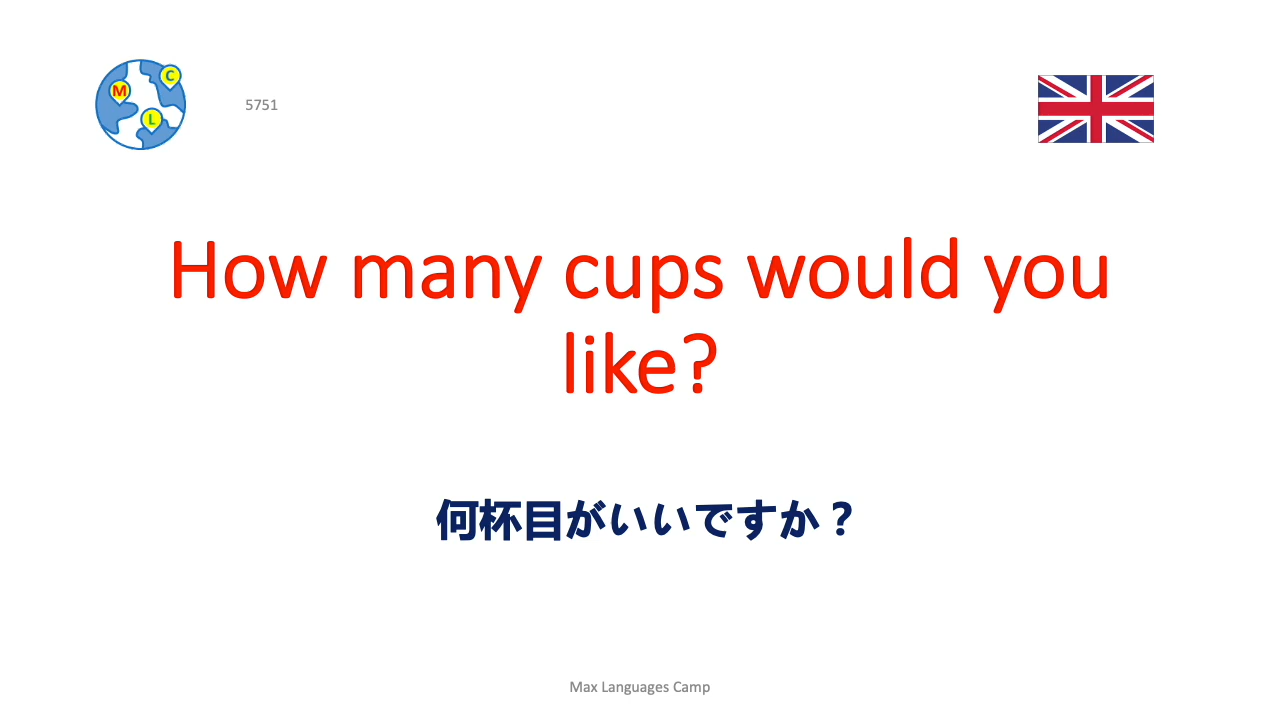 M
C
L
5751
How many cups would you
like?
何杯目がいいですか？
Max Languages Camp